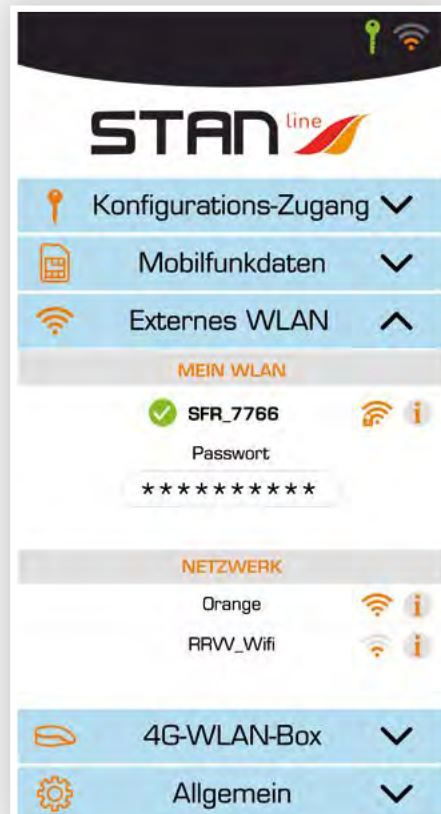 STAN line
Konfigurations-Zugang
Mobilfunkdaten
Externes WLAN
MEIN WLAN
SFR_7766 i
Passwort
**********
NETZWERK
Orange i
RRVV_Wifi i
4G-WLAN-Box
Allgemein